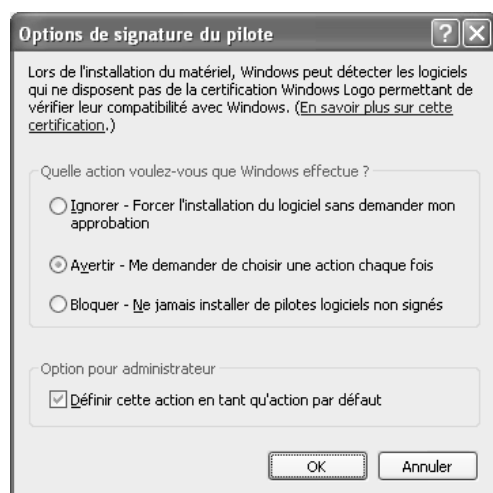 Options de signature du pilote
Lors de l'installation du matériel, Windows peut détecter les logiciels
qui ne disposent pas de la certification Windows Logo permettant de
vérifier leur compatibilité avec Windows. (En savoir plus sur cette
certification.)
Quelle action voulez-vous que Windows effectue ?
Ignorer - Forcer l'installation du logiciel sans demander mon
approbation
Avertir - Me demander de choisir une action chaque fois
Bloquer - Ne jamais installer de pilotes logiciels non signés
Option pour administrateur
Définir cette action en tant qu'action par défaut
OK Annuler